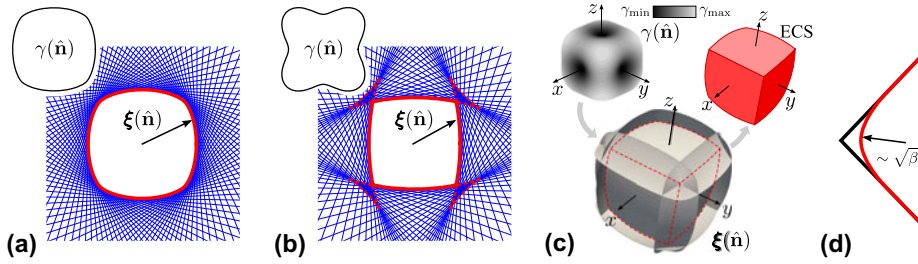 γ(n̂)
ξ(n̂)
(a)
γ(n̂)
ξ(n̂)
(b)
(c)
γmin γmax
z γ(n̂)
x y
z ECS
x y
z
x y
ξ(n̂)
∼ √β
(d)